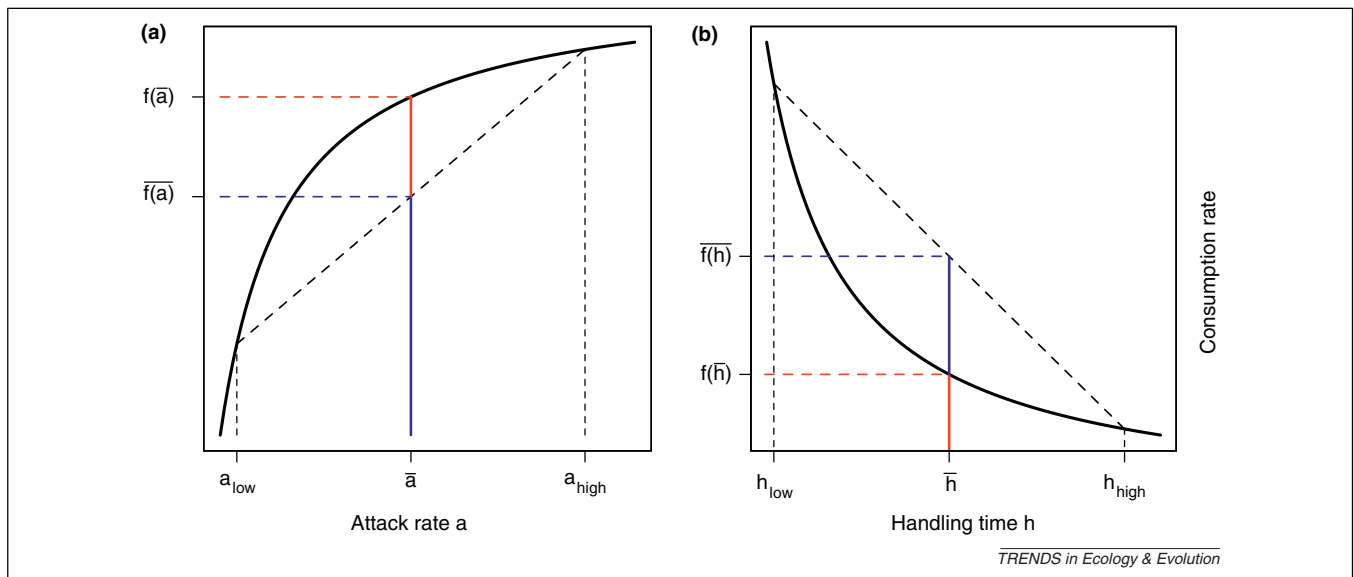 (a)
f(a̅)
f(a)̅
a_low
a̅
a_high
Attack rate a
(b)
f(h)̅
f(h̅)
h_low
h̅
h_high
Handling time h
Consumption rate
TRENDS in Ecology & Evolution